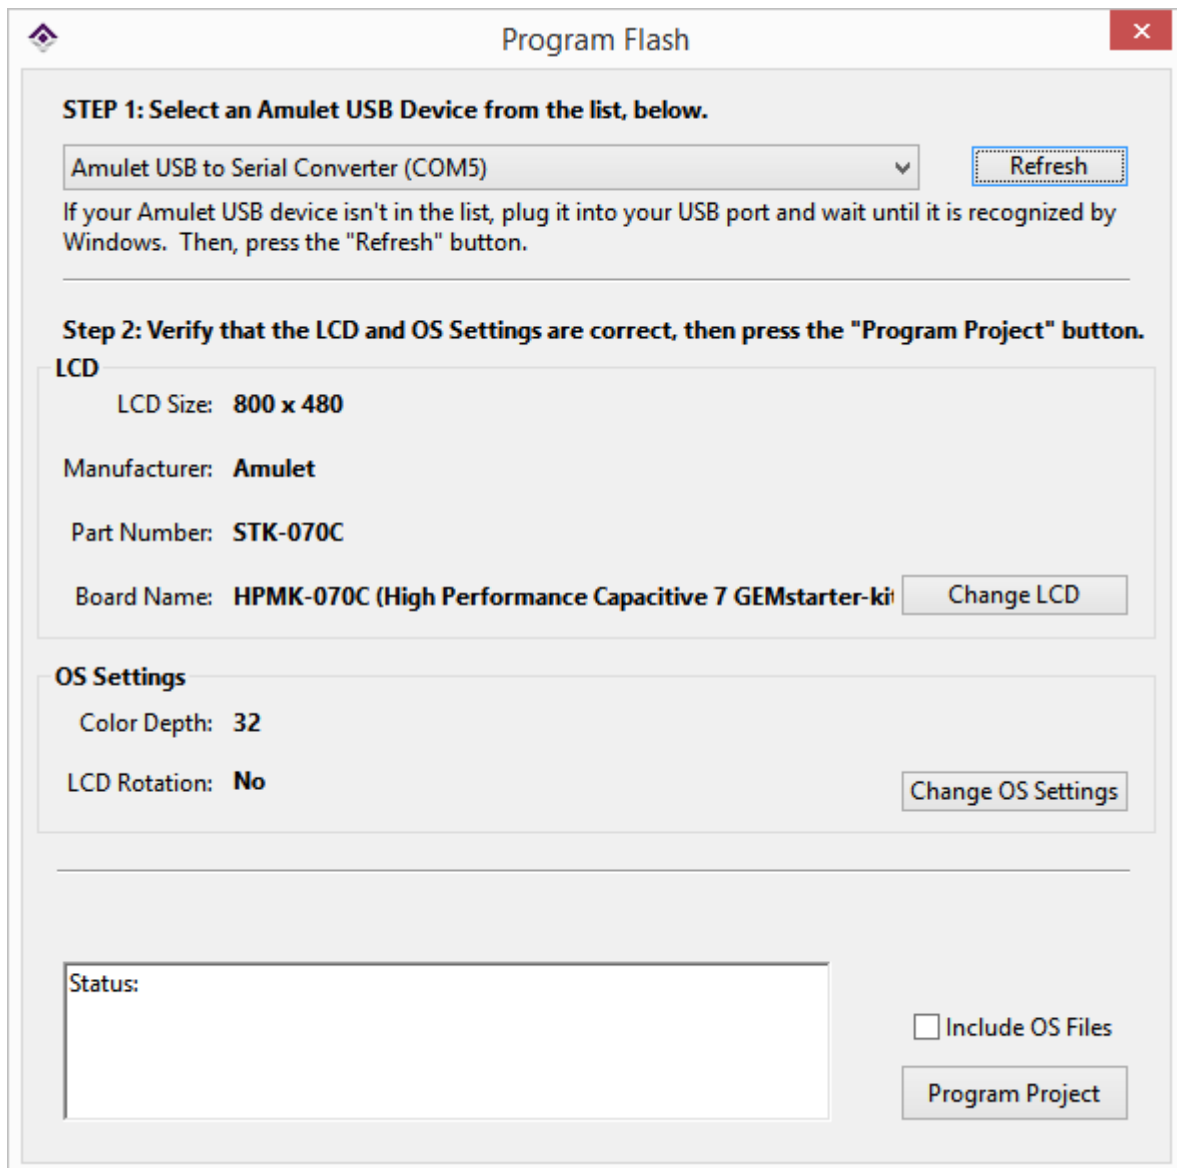 Program Flash
STEP 1: Select an Amulet USB Device from the list, below.
Amulet USB to Serial Converter (COM5)
Refresh
If your Amulet USB device isn't in the list, plug it into your USB port and wait until it is recognized by
Windows.  Then, press the "Refresh" button.
Step 2: Verify that the LCD and OS Settings are correct, then press the "Program Project" button.
LCD
LCD Size: 800 x 480
Manufacturer: Amulet
Part Number: STK-070C
Board Name: HPMK-070C (High Performance Capacitive 7 GEMstarter-kit
Change LCD
OS Settings
Color Depth: 32
LCD Rotation: No
Change OS Settings
Status:
Include OS Files
Program Project